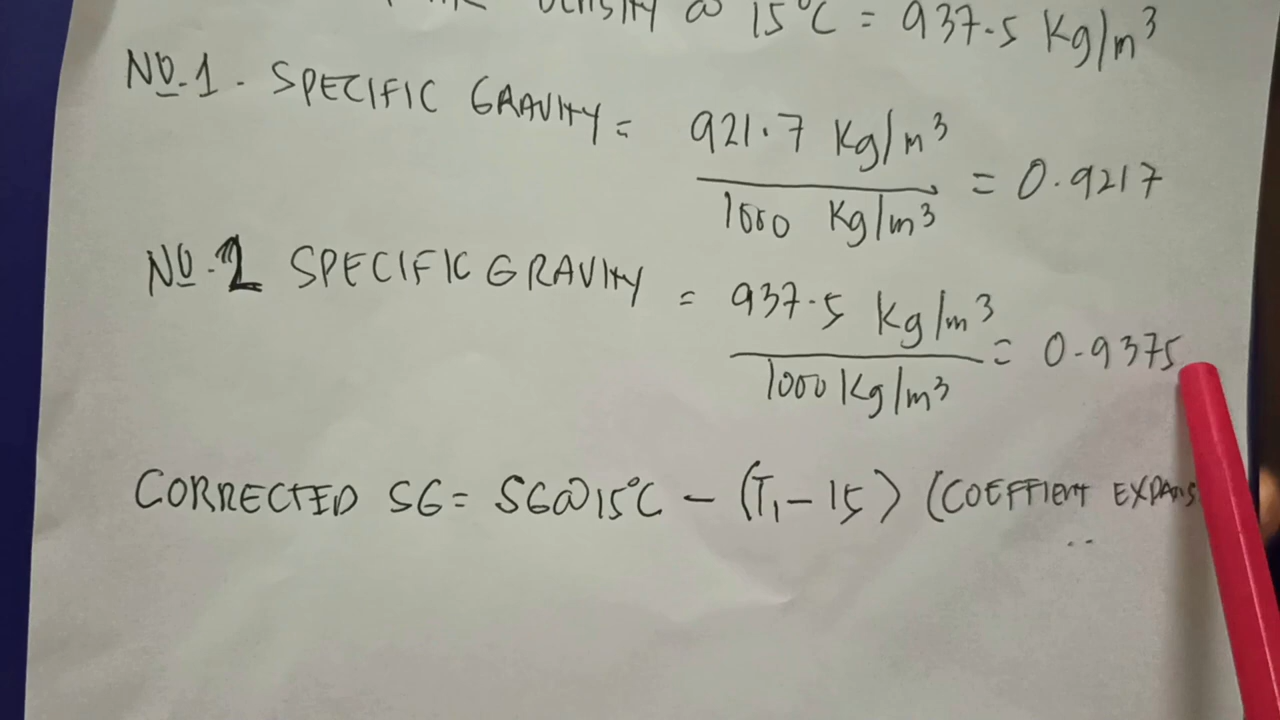 DENSITY @ 15°C = 937.5 Kg/m³
NO.1 - SPECIFIC GRAVITY = 921.7 Kg/m³ / 1000 Kg/m³ = 0.9217
NO.2 SPECIFIC GRAVITY = 937.5 Kg/m³ / 1000 Kg/m³ = 0.9375
CORRECTED SG = SG@15°C - (T₁ - 15) (COEFFIENT EXPANS